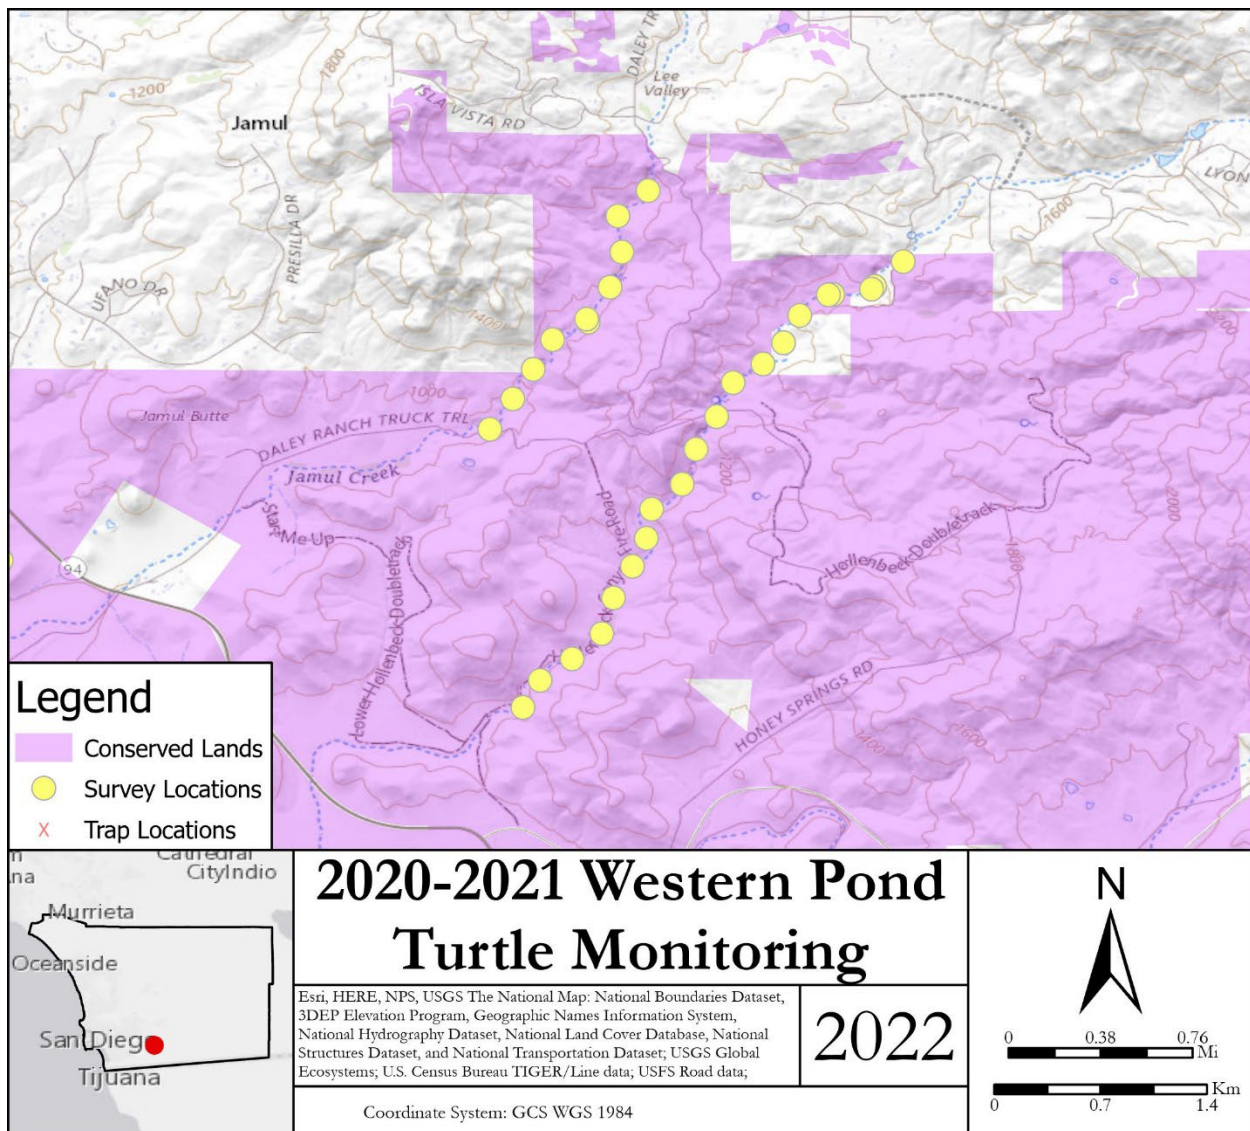 DALEY TR
Lee
Valley
1800
1200
ISLA VISTA RD
Jamul
LYON
1600
PRESILLA DR
UFANO DR
1400
1000
Jamul Butte
DALEY RANCH TRUCK TRL
Jamul Creek
1200
2000
Me Up
Fire Road
Hollenbeck Doubletrack
1800
94
Lower Hollenbeck Doubletrack
HONEY SPRINGS RD
1400
1600
Legend
Conserved Lands
Survey Locations
X Trap Locations
Cathedral
CityIndio
Ana
Murrieta
Oceanside
San Diego
Tijuana
2020-2021 Western Pond
Turtle Monitoring
Esri, HERE, NPS, USGS The National Map: National Boundaries Dataset,
3DEP Elevation Program, Geographic Names Information System,
National Hydrography Dataset, National Land Cover Database, National
Structures Dataset, and National Transportation Dataset; USGS Global
Ecosystems; U.S. Census Bureau TIGER/Line data; USFS Road data;
2022
Coordinate System: GCS WGS 1984
N
0 0.38 0.76
Mi
Km
0 0.7 1.4